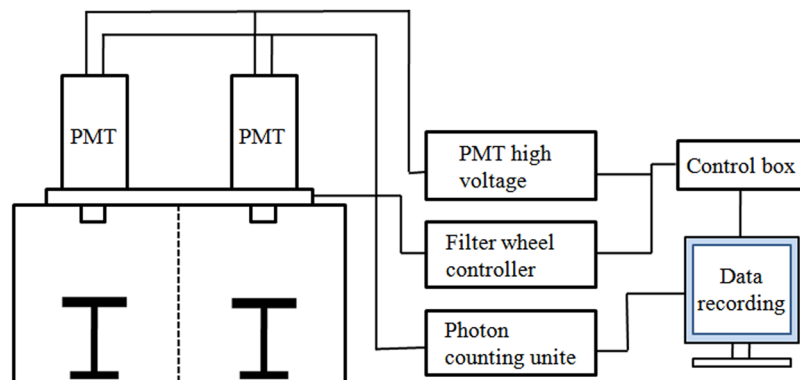 PMT
PMT
PMT high
voltage
Control box
Filter wheel
controller
Data
recording
Photon
counting unite